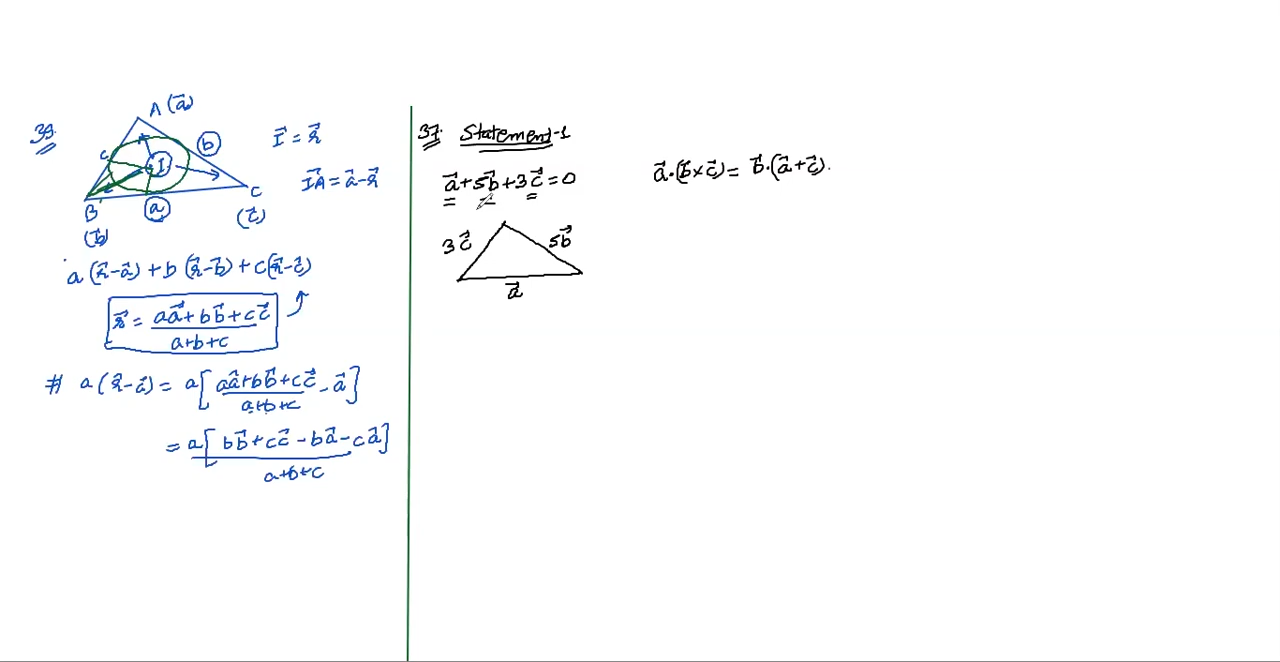 39.
A (a⃗)
b
c
I
B
(b⃗)
a
C
(c⃗)
I⃗ = r⃗
I⃗A = a⃗ - r⃗
a (r⃗-a⃗) + b (r⃗-b⃗) + c(r⃗-c⃗)
r⃗ = aa⃗ + bb⃗ + cc⃗
a+b+c
# a (r⃗-a⃗) = a[ aa⃗+bb⃗+cc⃗ - a⃗ ]
a+b+c
= a[ bb⃗+cc⃗ - ba⃗ - ca⃗ ]
a+b+c
37. Statement-1
a⃗ + 5b⃗ + 3c⃗ = 0
3c⃗
5b⃗
a⃗
a⃗·(b⃗×c⃗) = b⃗·(a⃗+c⃗).